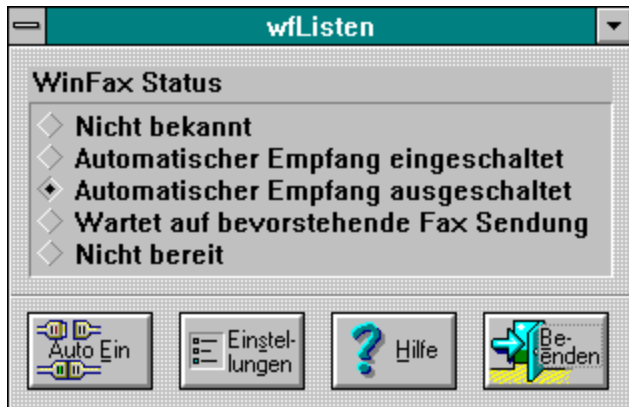 wfListen
WinFax Status
Nicht bekannt
Automatischer Empfang eingeschaltet
Automatischer Empfang ausgeschaltet
Wartet auf bevorstehende Fax Sendung
Nicht bereit
Auto Ein
Einstel-
lungen
Hilfe
Be-
enden